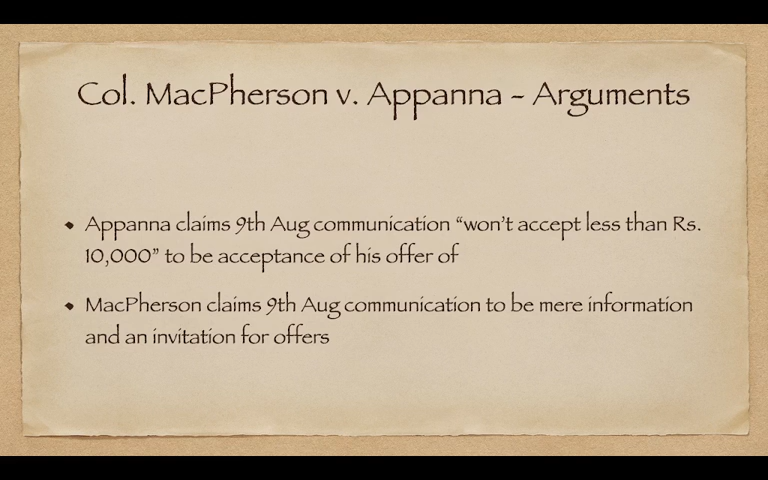 Col. MacPherson v. Appanna - Arguments
• Appanna claims 9th Aug communication “won’t accept less than Rs.
10,000” to be acceptance of his offer of
• MacPherson claims 9th Aug communication to be mere information
and an invitation for offers